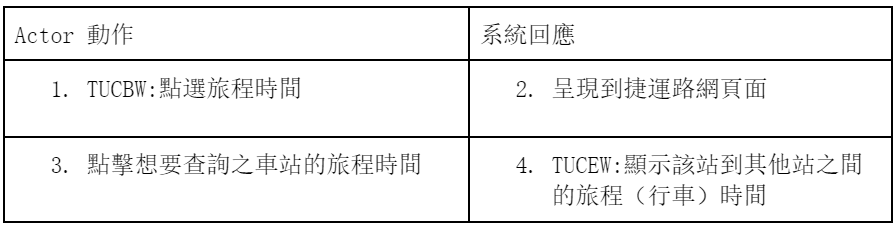 Actor 動作
系統回應
1. TUCBW:點選旅程時間
2. 呈現到捷運路網頁面
3. 點擊想要查詢之車站的旅程時間
4. TUCEW:顯示該站到其他站之間
的旅程（行車）時間